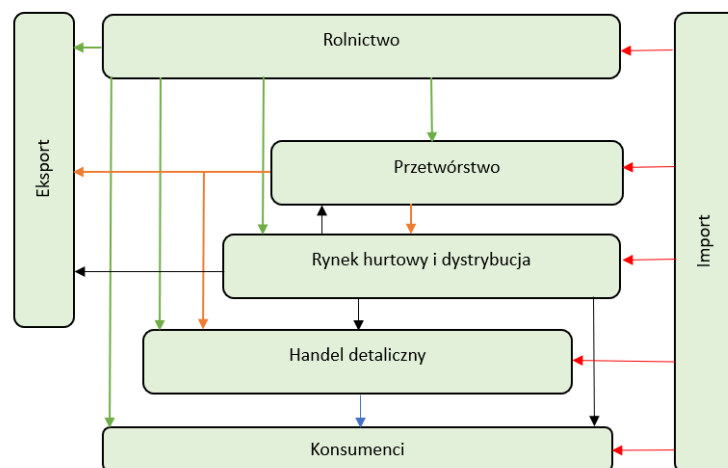 Rolnictwo
Eksport
Przetwórstwo
Import
Rynek hurtowy i dystrybucja
Handel detaliczny
Konsumenci